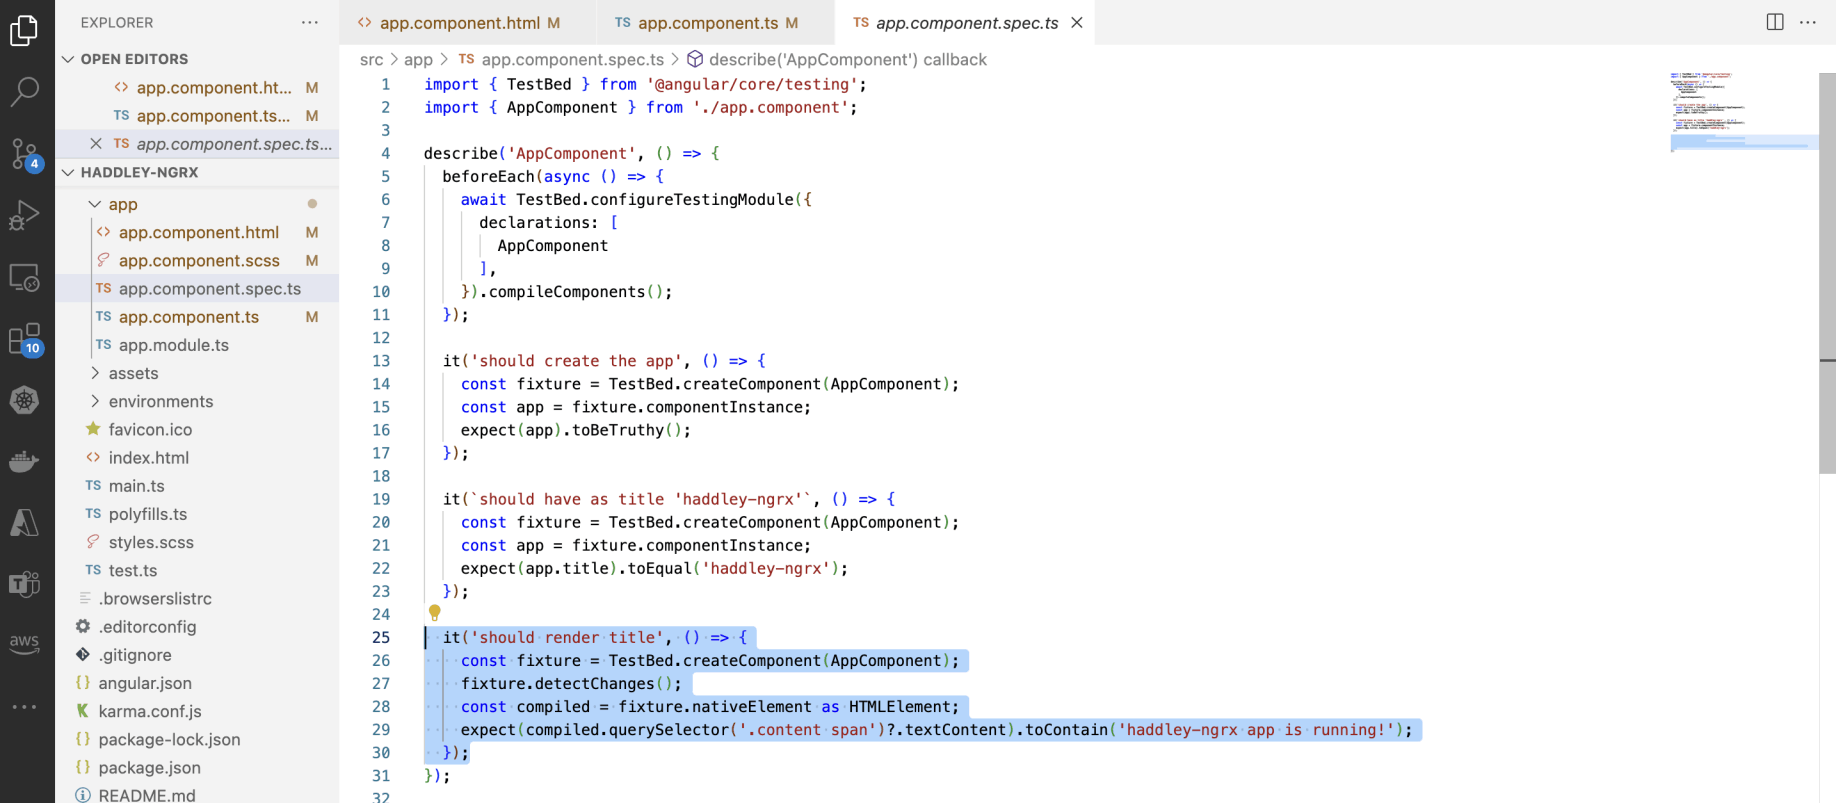 EXPLORER
OPEN EDITORS
<> app.component.ht... M
TS app.component.ts... M
TS app.component.spec.ts...
HADDLEY-NGRX
app
<> app.component.html M
app.component.scss M
TS app.component.spec.ts
TS app.component.ts M
TS app.module.ts
assets
environments
favicon.ico
<> index.html
TS main.ts
TS polyfills.ts
styles.scss
TS test.ts
.browserslistrc
.editorconfig
.gitignore
{} angular.json
karma.conf.js
{} package-lock.json
{} package.json
README.md
4
10
aws
<> app.component.html M
TS app.component.ts M
TS app.component.spec.ts
src > app > TS app.component.spec.ts > describe('AppComponent') callback
1 import { TestBed } from '@angular/core/testing';
2 import { AppComponent } from './app.component';
3
4 describe('AppComponent', () => {
5   beforeEach(async () => {
6     await TestBed.configureTestingModule({
7       declarations: [
8         AppComponent
9       ],
10     }).compileComponents();
11   });
12
13   it('should create the app', () => {
14     const fixture = TestBed.createComponent(AppComponent);
15     const app = fixture.componentInstance;
16     expect(app).toBeTruthy();
17   });
18
19   it(`should have as title 'haddley-ngrx'`, () => {
20     const fixture = TestBed.createComponent(AppComponent);
21     const app = fixture.componentInstance;
22     expect(app.title).toEqual('haddley-ngrx');
23   });
24
25   it('should render title', () => {
26     const fixture = TestBed.createComponent(AppComponent);
27     fixture.detectChanges();
28     const compiled = fixture.nativeElement as HTMLElement;
29     expect(compiled.querySelector('.content span')?.textContent).toContain('haddley-ngrx app is running!');
30   });
31 });
32